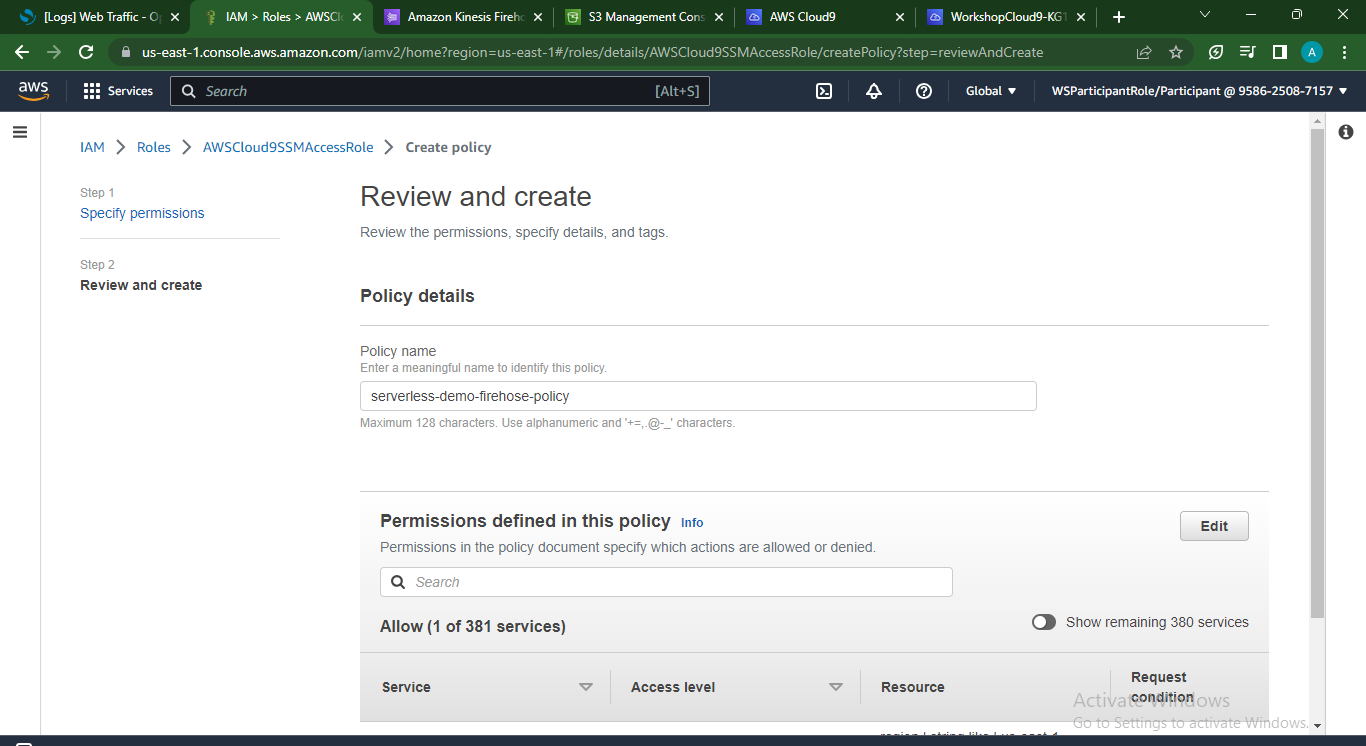 [Logs] Web Traffic - O
IAM > Roles > AWSCl
Amazon Kinesis Fireh
S3 Management Cons
AWS Cloud9
WorkshopCloud9-KG1
us-east-1.console.aws.amazon.com/iamv2/home?region=us-east-1#/roles/details/AWSCloud9SSMAccessRole/createPolicy?step=reviewAndCreate
A
aws
Services
Search
[Alt+S]
Global
WSParticipantRole/Participant @ 9586-2508-7157
IAM > Roles > AWSCloud9SSMAccessRole > Create policy
Step 1
Specify permissions
Step 2
Review and create
Review and create
Review the permissions, specify details, and tags.
Policy details
Policy name
Enter a meaningful name to identify this policy.
serverless-demo-firehose-policy
Maximum 128 characters. Use alphanumeric and '+=,.@-_' characters.
Permissions defined in this policy Info
Edit
Permissions in the policy document specify which actions are allowed or denied.
Search
Allow (1 of 381 services)
Show remaining 380 services
Service
Access level
Resource
Request
condition
Activate Windows
Go to Settings to activate Windows.